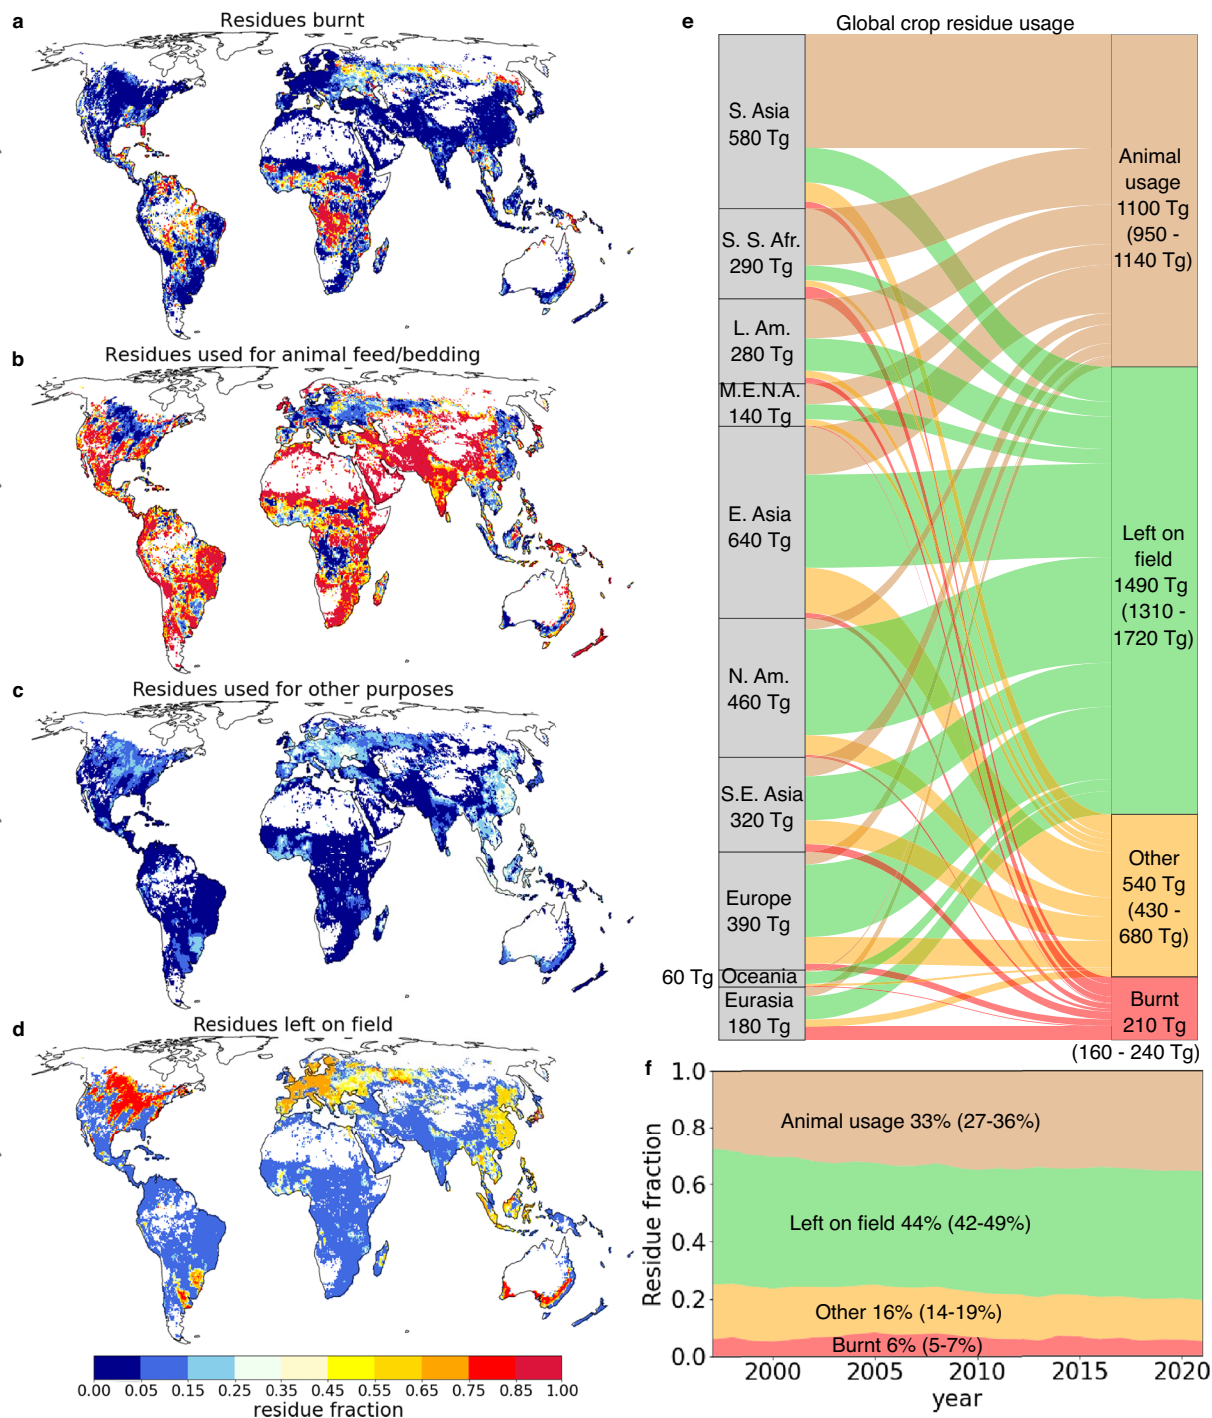 a
Residues burnt
b
Residues used for animal feed/bedding
c
Residues used for other purposes
d
Residues left on field
0.00 0.05 0.15 0.25 0.35 0.45 0.55 0.65 0.75 0.85 1.00
residue fraction
e
Global crop residue usage
S. Asia
580 Tg
S. S. Afr.
290 Tg
L. Am.
280 Tg
M.E.N.A.
140 Tg
E. Asia
640 Tg
N. Am.
460 Tg
S.E. Asia
320 Tg
Europe
390 Tg
60 Tg Oceania
Eurasia
180 Tg
Animal
usage
1100 Tg
(950 -
1140 Tg)
Left on
field
1490 Tg
(1310 -
1720 Tg)
Other
540 Tg
(430 -
680 Tg)
Burnt
210 Tg
(160 - 240 Tg)
f
Residue fraction
1.0
0.8
0.6
0.4
0.2
0.0
Animal usage 33% (27-36%)
Left on field 44% (42-49%)
Other 16% (14-19%)
Burnt 6% (5-7%)
2000 2005 2010 2015 2020
year